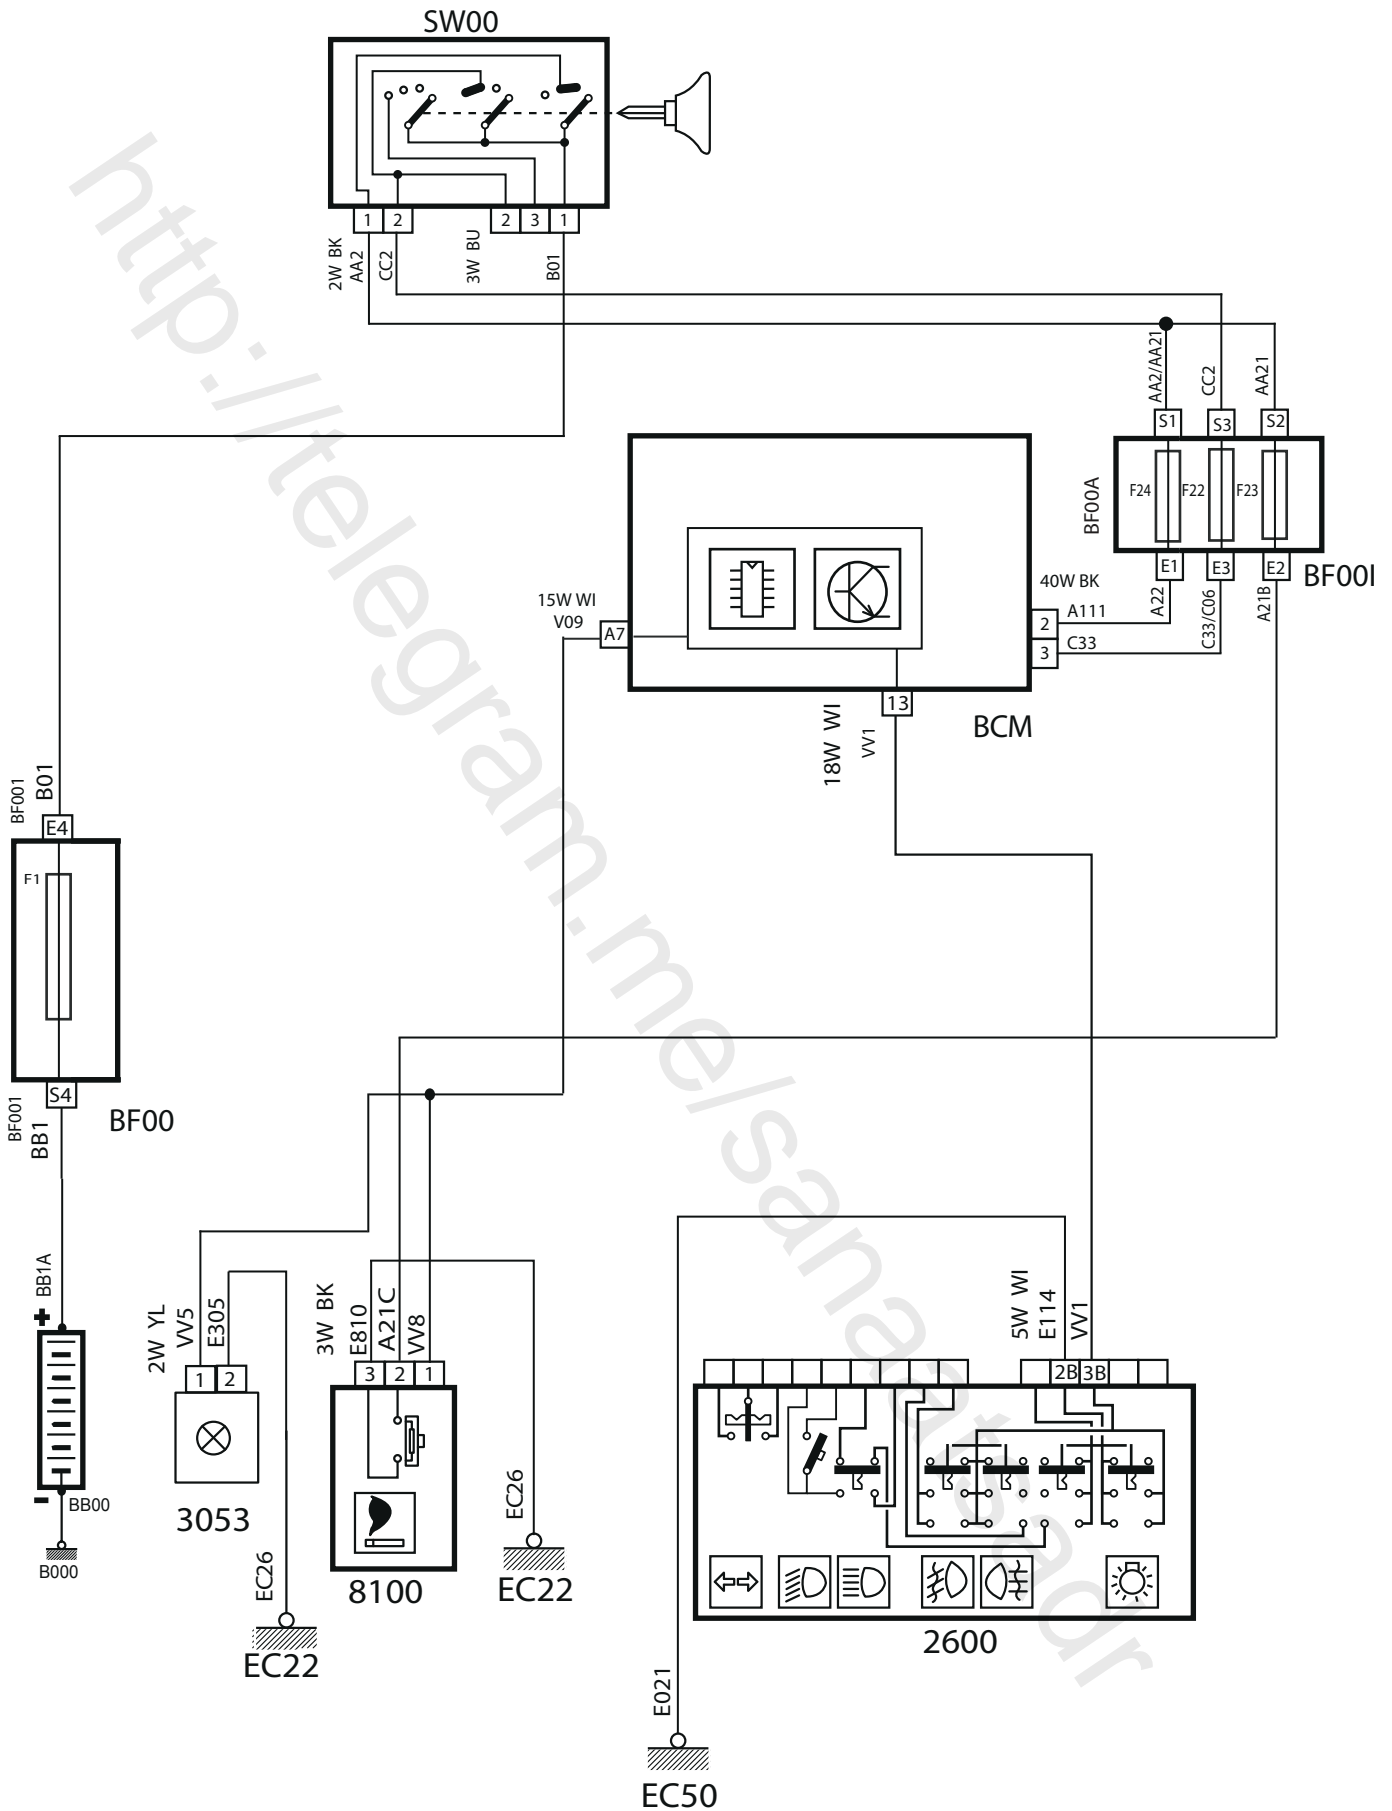 SW00
1
2
2
3
1
2W BK
AA2
CC2
3W BU
B01
AA2/AA21
CC2
AA21
S1
S3
S2
BF00A
F24
F22
F23
E1
E3
E2
BF00I
A22
C33/C06
A21B
40W BK
2
A111
3
C33
15W WI
V09
A7
13
BCM
18W WI
VV1
BF001
B01
E4
F1
S4
BF00
BF001
BB1
BB1A
+
-
BB00
B000
2W YL
VV5
E305
1
2
3053
EC26
EC22
3W BK
E810
A21C
VV8
3
2
1
8100
EC26
EC22
5W WI
E114
VV1
2B
3B
2600
E021
EC50
http://telegram.me/sanaatsadr